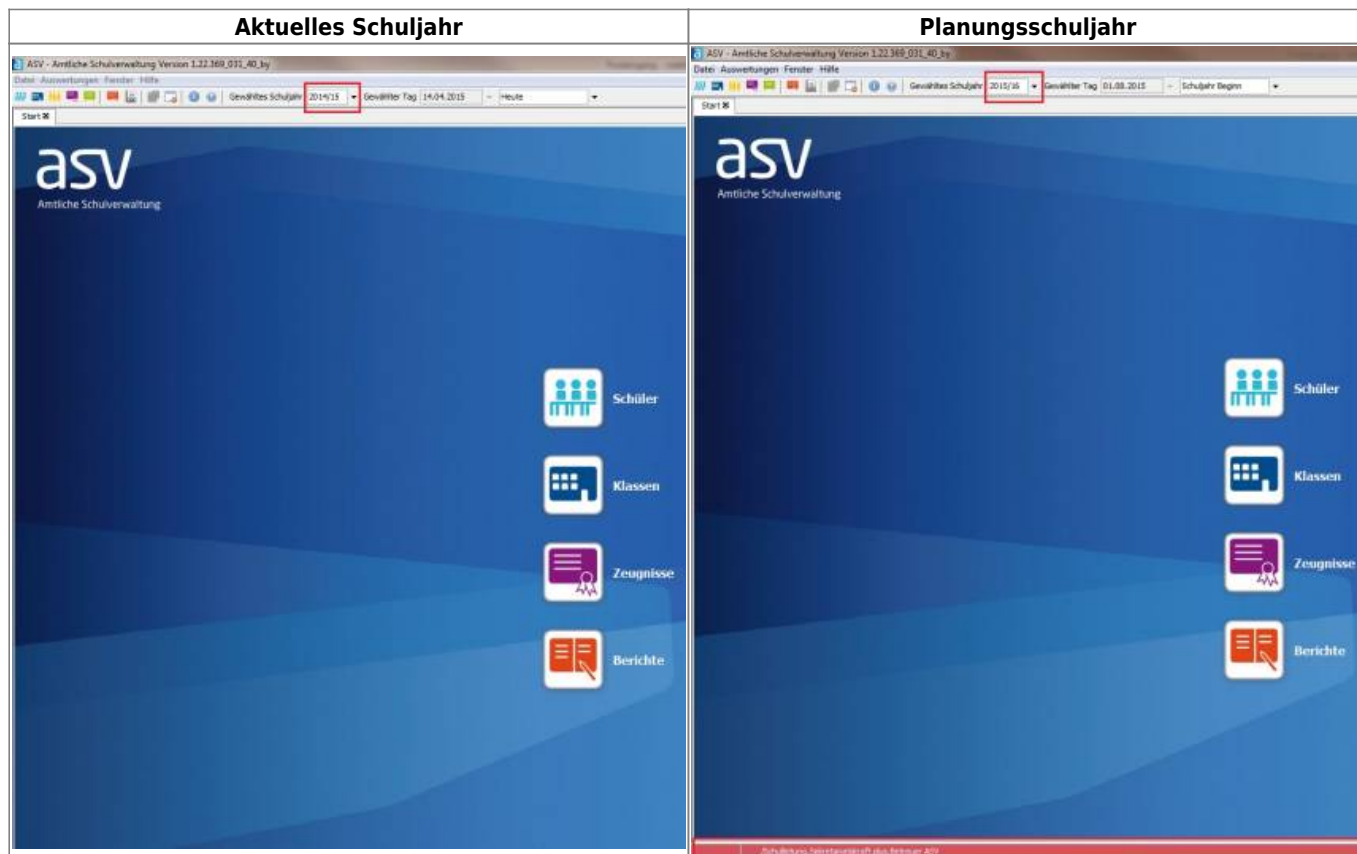 Aktuelles Schuljahr
Planungsschuljahr
ASV - Amtliche Schulverwaltung Version 1.22.369_031_40_by
Datei Auswertungen Fenster Hilfe
Gewähltes Schuljahr 2014/15 Gewählter Tag 14.04.2015 Heute
Start
asv
Amtliche Schulverwaltung
Schüler
Klassen
Zeugnisse
Berichte
ASV - Amtliche Schulverwaltung Version 1.22.369_031_40_by
Datei Auswertungen Fenster Hilfe
Gewähltes Schuljahr 2015/16 Gewählter Tag 01.08.2015 Schuljahr Beginn
Start
asv
Amtliche Schulverwaltung
Schüler
Klassen
Zeugnisse
Berichte